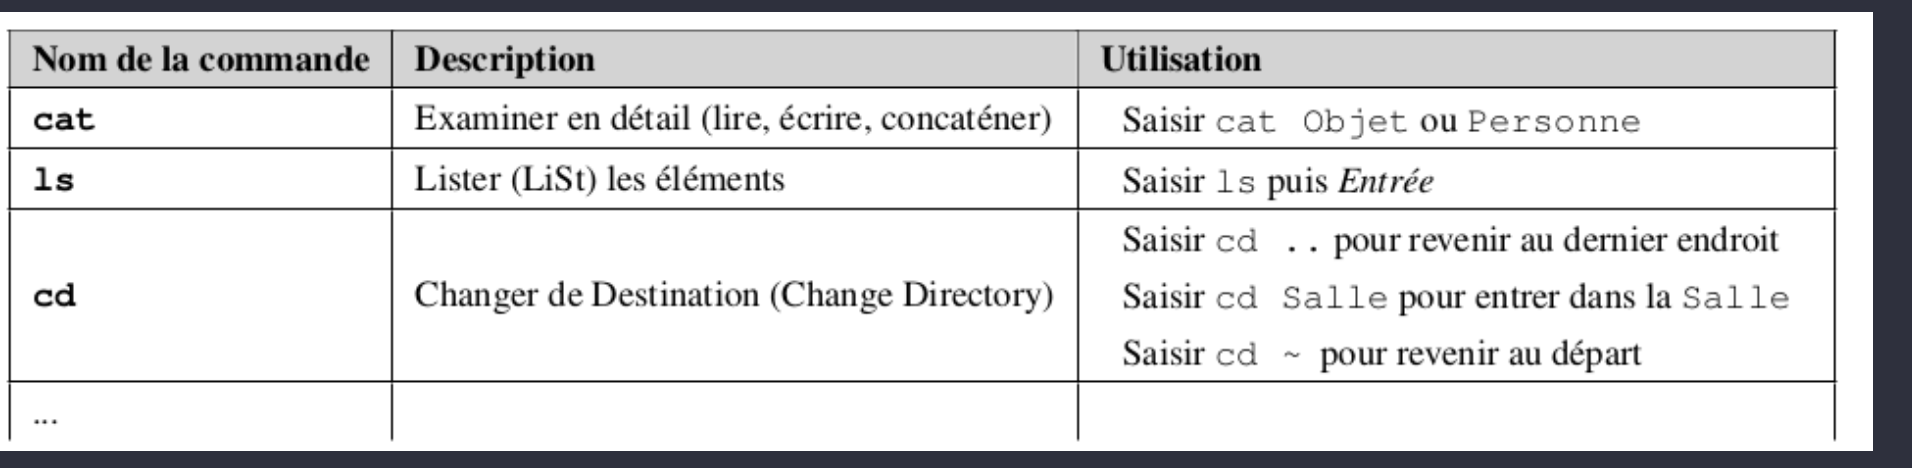 Nom de la commande Description Utilisation
cat Examiner en détail (lire, écrire, concaténer) Saisir cat Objet ou Personne
ls Lister (LiSt) les éléments Saisir ls puis Entrée
Saisir cd .. pour revenir au dernier endroit
cd Changer de Destination (Change Directory) Saisir cd Salle pour entrer dans la Salle
Saisir cd ~ pour revenir au départ
...